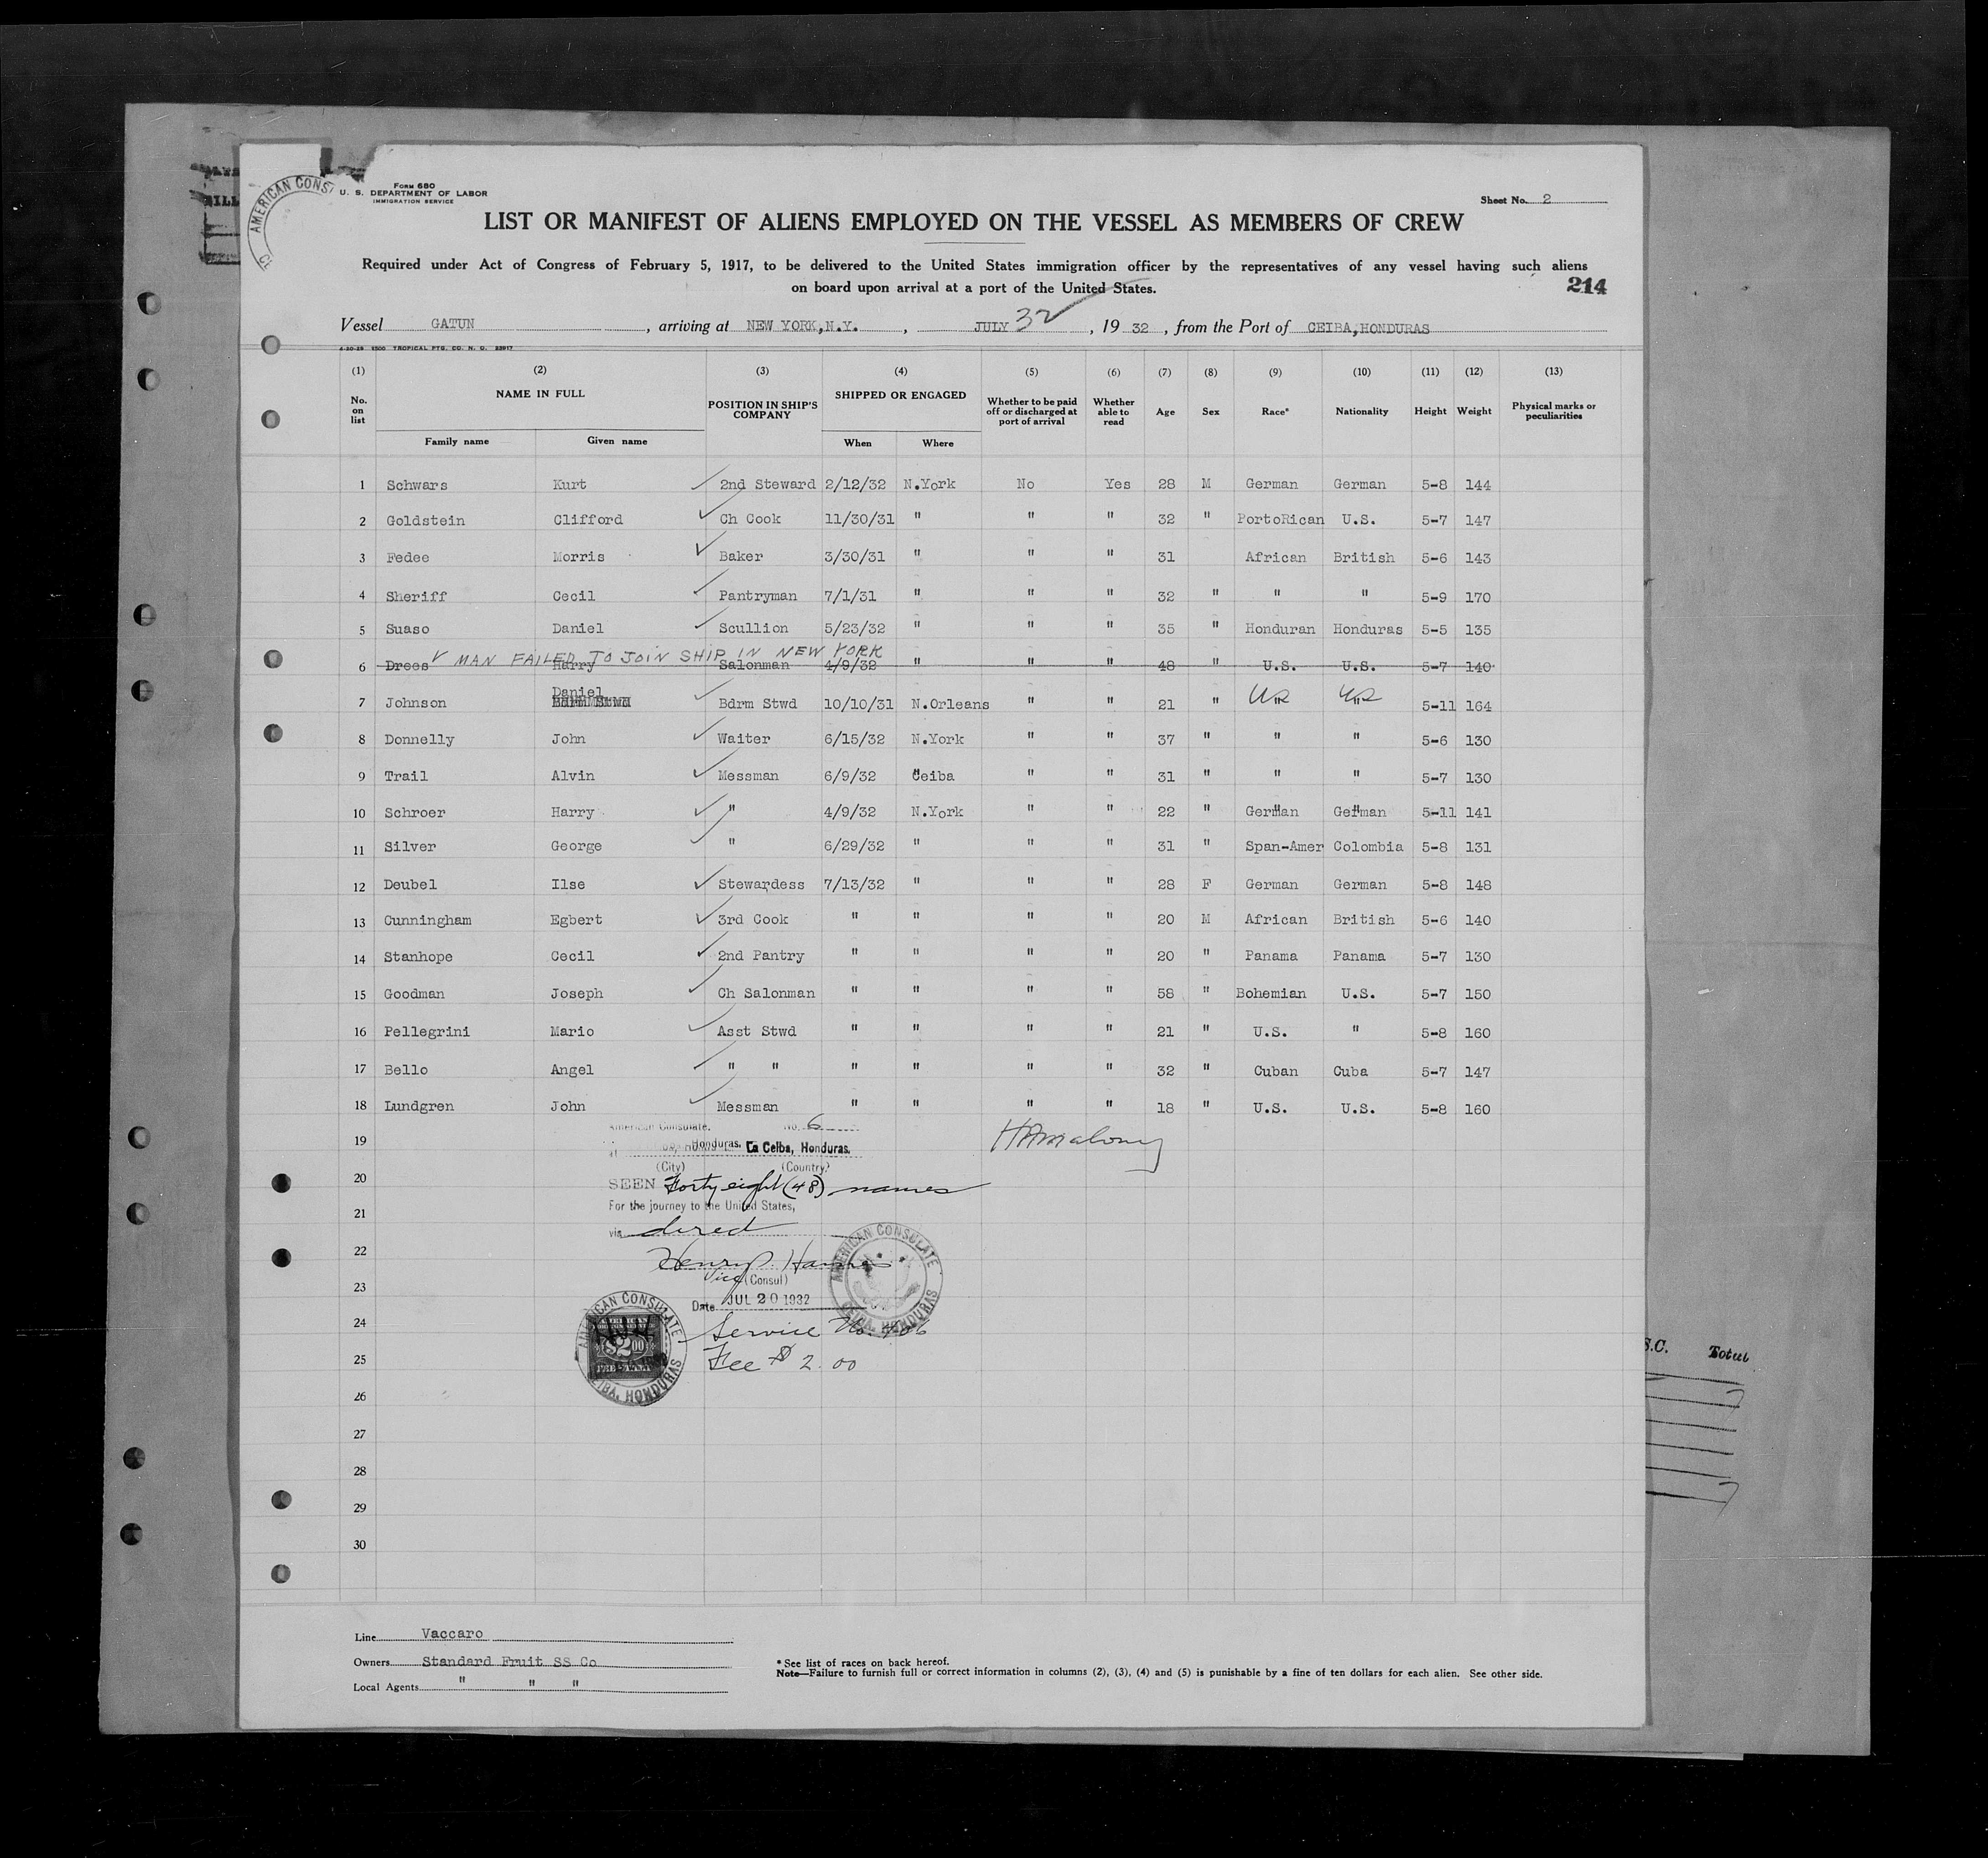 AMERICAN CONS
Form 680
U. S. DEPARTMENT OF LABOR
IMMIGRATION SERVICE
Sheet No. 2
LIST OR MANIFEST OF ALIENS EMPLOYED ON THE VESSEL AS MEMBERS OF CREW
Required under Act of Congress of February 5, 1917, to be delivered to the United States immigration officer by the representatives of any vessel having such aliens
on board upon arrival at a port of the United States.
214
Vessel GATUN, arriving at NEW YORK, N.Y., JULY, 19 32, from the Port of CEIBA, HONDURAS
4-20-29 1500 TROPICAL PTG. CO. N. O. 23917
(1) (2) (3) (4) (5) (6) (7) (8) (9) (10) (11) (12) (13)
No. on list NAME IN FULL POSITION IN SHIP'S COMPANY SHIPPED OR ENGAGED Whether to be paid off or discharged at port of arrival Whether able to read Age Sex Race* Nationality Height Weight Physical marks or peculiarities
Family name Given name When Where
1 Schwars Kurt 2nd Steward 2/12/32 N.York No Yes 28 M German German 5-8 144
2 Goldstein Clifford Ch Cook 11/30/31 " " " 32 " PortoRican U.S. 5-7 147
3 Fedee Morris Baker 3/30/31 " " " 31 African British 5-6 143
4 Sheriff Cecil Pantryman 7/1/31 " " " 32 " " " 5-9 170
5 Suaso Daniel Scullion 5/23/32 " " " 35 " Honduran Honduras 5-5 135
MAN FAILED TO JOIN SHIP IN NEW YORK
6 Drees Harry Salonman 4/9/32 " " " 48 " U.S. U.S. 5-7 140
7 Johnson Daniel Bdrm Stwd 10/10/31 N.Orleans " " 21 " US US 5-11 164
8 Donnelly John Waiter 6/15/32 N.York " " 37 " " " 5-6 130
9 Trail Alvin Messman 6/9/32 Ceiba " " 31 " " " 5-7 130
10 Schroer Harry " 4/9/32 N.York " " 22 " German German 5-11 141
11 Silver George " 6/29/32 " " " 31 " Span-Amer Colombia 5-8 131
12 Deubel Ilse Stewardess 7/13/32 " " " 28 F German German 5-8 148
13 Cunningham Egbert 3rd Cook " " " " 20 M African British 5-6 140
14 Stanhope Cecil 2nd Pantry " " " " 20 " Panama Panama 5-7 130
15 Goodman Joseph Ch Salonman " " " " 58 " Bohemian U.S. 5-7 150
16 Pellegrini Mario Asst Stwd " " " " 21 " U.S. " 5-8 160
17 Bello Angel " " " " " " 32 " Cuban Cuba 5-7 147
18 Lundgren John Messman " " " " 18 " U.S. U.S. 5-8 160
American Consulate. No. 6
19
at Honduras. La Ceiba, Honduras.
(City) (Country)
20
SEEN Forty eight (48) names
For the journey to the United States,
21
via direct
22
Henry
Vice (Consul)
23
Date JUL 20 1932
AMERICAN CONSULATE
CEIBA, HONDURAS
24
Service No.
25
Fee $ 2.00
AMERICAN CONSULATE
$2.00
CEIBA, HONDURAS
26
27
28
29
30
S.C. Total
Line Vaccaro
Owners Standard Fruit SS Co
Local Agents " " "
* See list of races on back hereof.
Note—Failure to furnish full or correct information in columns (2), (3), (4) and (5) is punishable by a fine of ten dollars for each alien. See other side.